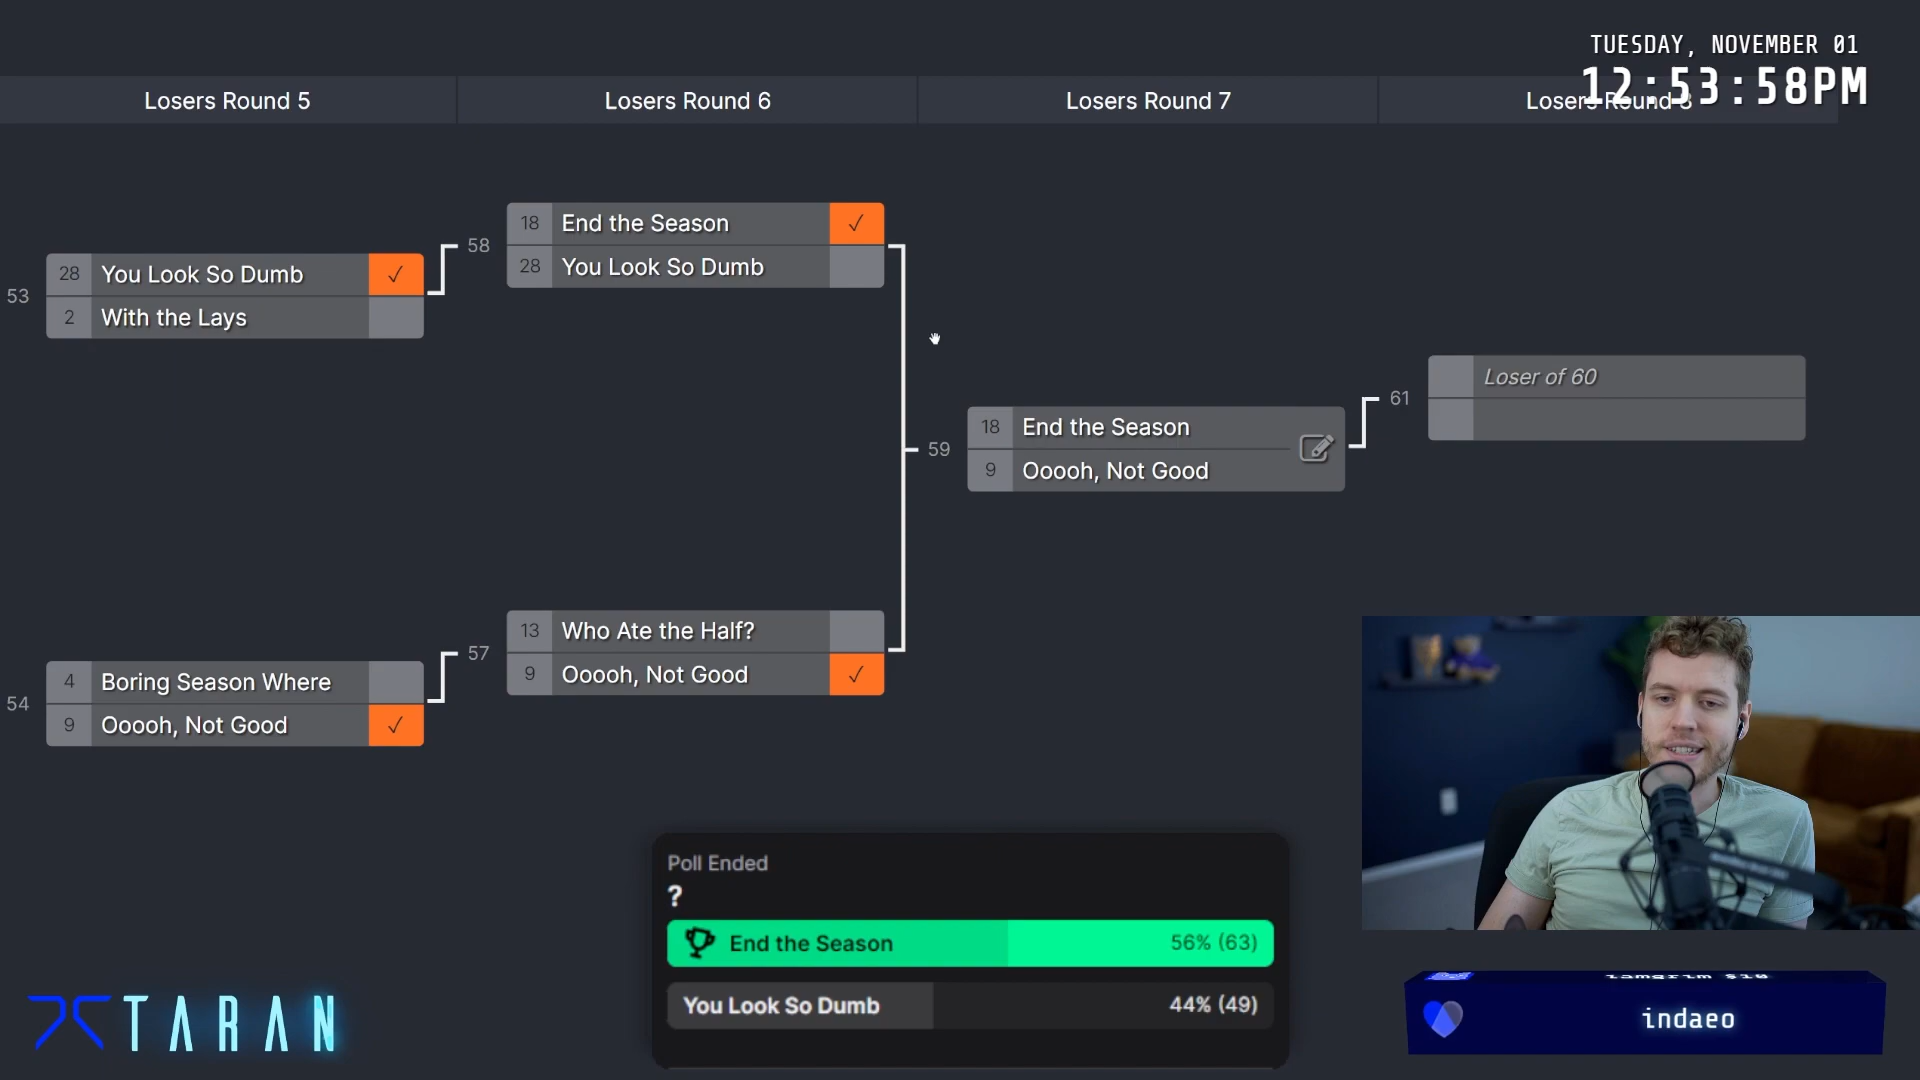 TUESDAY, NOVEMBER 01
12:53:58PM
Losers Round 5
Losers Round 6
Losers Round 7
Losers Round 8
53
28 You Look So Dumb ✓
2 With the Lays
58
18 End the Season ✓
28 You Look So Dumb
59
18 End the Season
9 Ooooh, Not Good
61
Loser of 60
54
4 Boring Season Where
9 Ooooh, Not Good ✓
57
13 Who Ate the Half?
9 Ooooh, Not Good ✓
Poll Ended
?
End the Season 56% (63)
You Look So Dumb 44% (49)
TARAN
indaeo